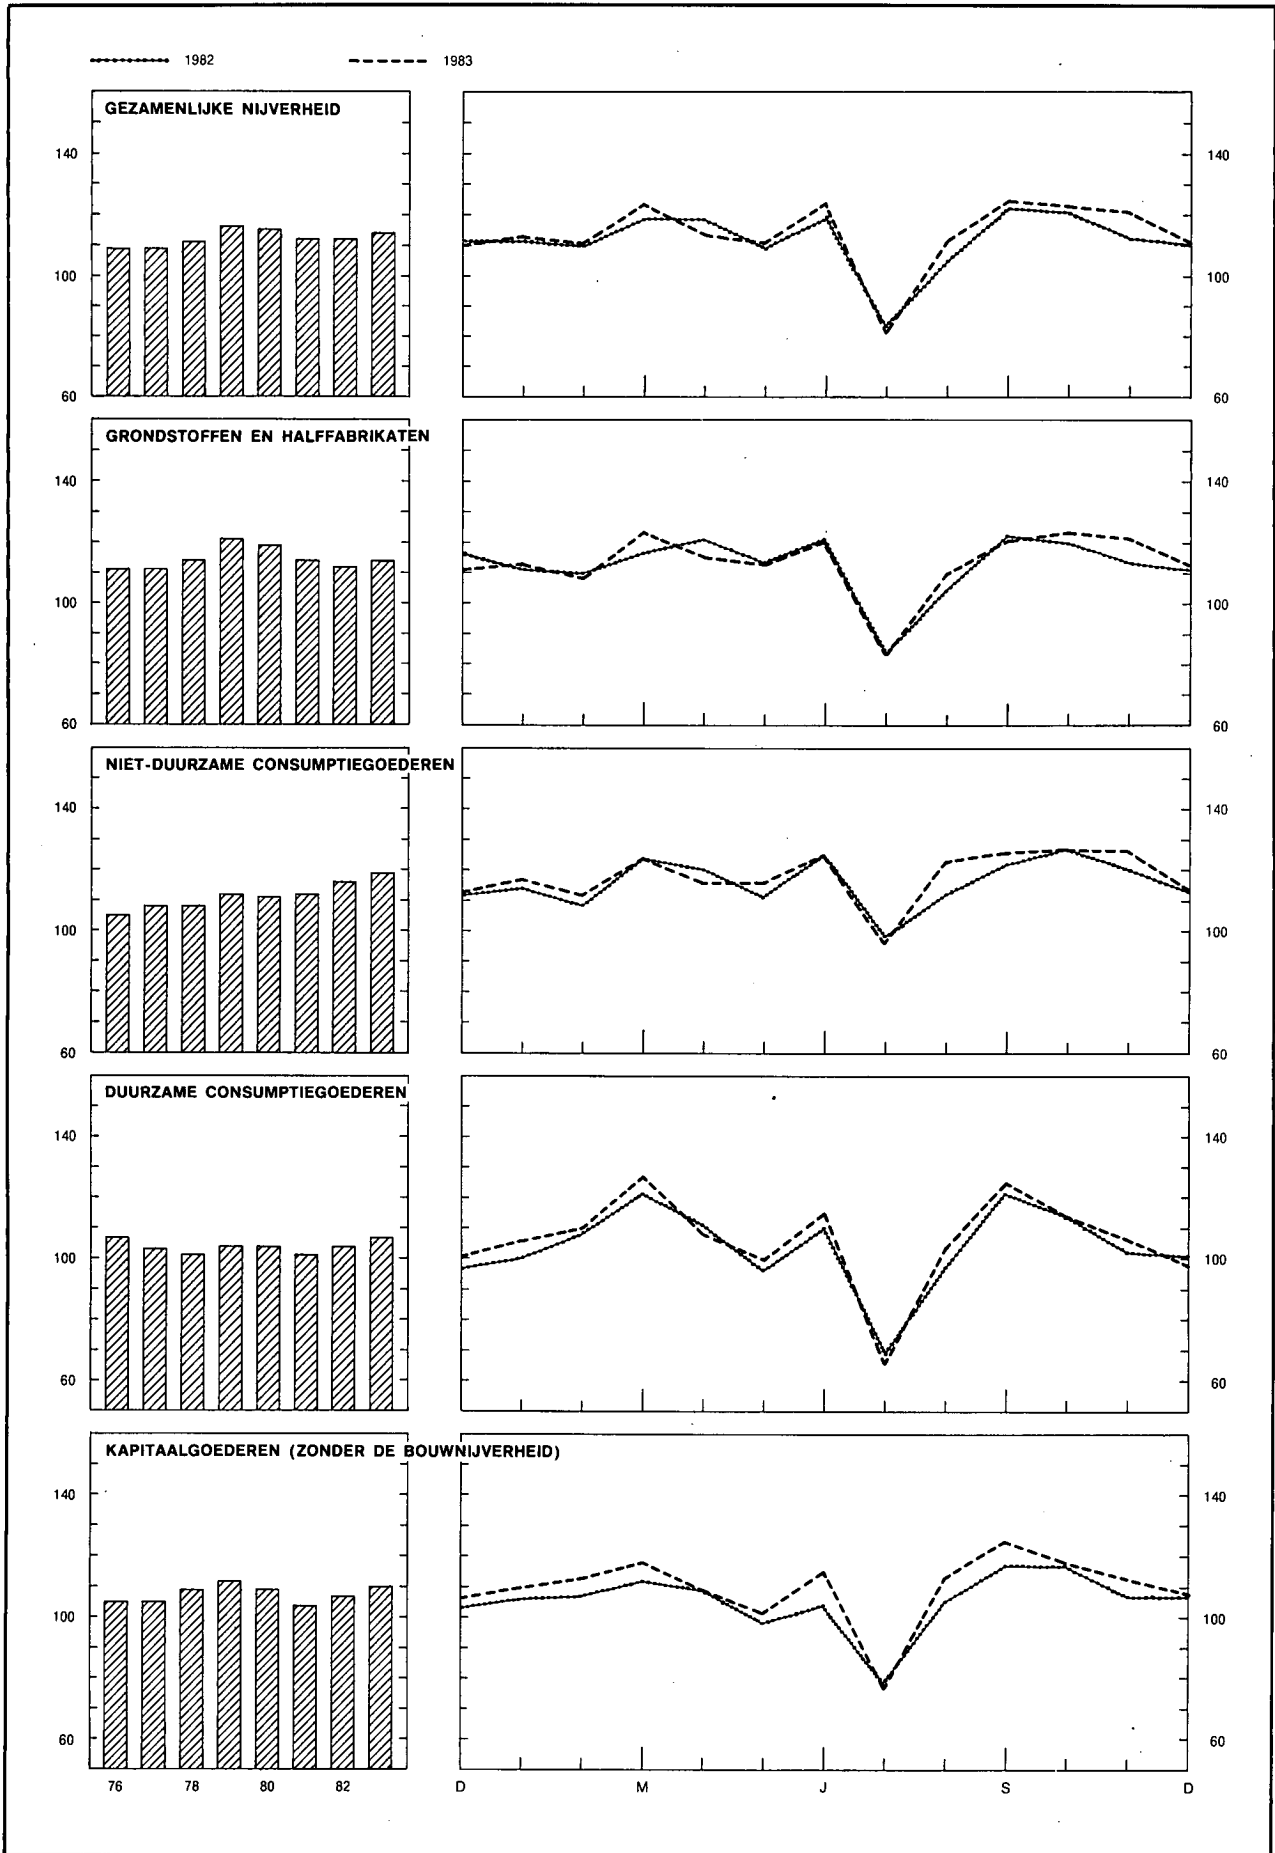 1982 1983
GEZAMENLIJKE NIJVERHEID
140 140
100 100
60 60
GRONDSTOFFEN EN HALFFABRIKATEN
140 140
100 100
60 60
NIET-DUURZAME CONSUMPTIEGOEDEREN
140 140
100 100
60 60
DUURZAME CONSUMPTIEGOEDEREN
140 140
100 100
60 60
KAPITAALGOEDEREN (ZONDER DE BOUWNIJVERHEID)
140 140
100 100
60 60
76 78 80 82 D M J S D